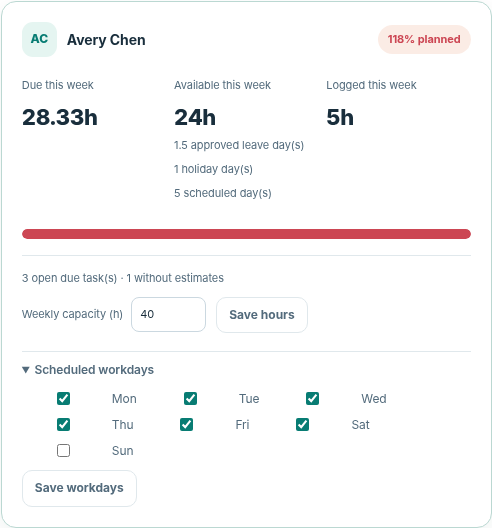 AC Avery Chen 118% planned
Due this week Available this week Logged this week
28.33h 24h 5h
1.5 approved leave day(s)
1 holiday day(s)
5 scheduled day(s)
3 open due task(s) · 1 without estimates
Weekly capacity (h) 40 Save hours
▼ Scheduled workdays
Mon Tue Wed
Thu Fri Sat
Sun
Save workdays